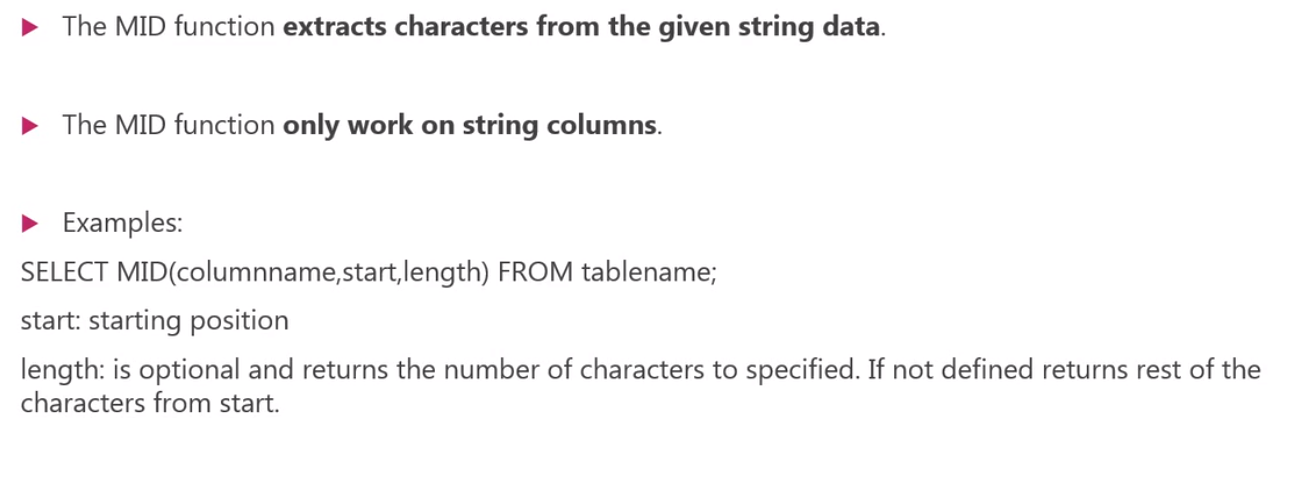 The MID function extracts characters from the given string data.
The MID function only work on string columns.
Examples:
SELECT MID(columnname,start,length) FROM tablename;
start: starting position
length: is optional and returns the number of characters to specified. If not defined returns rest of the
characters from start.